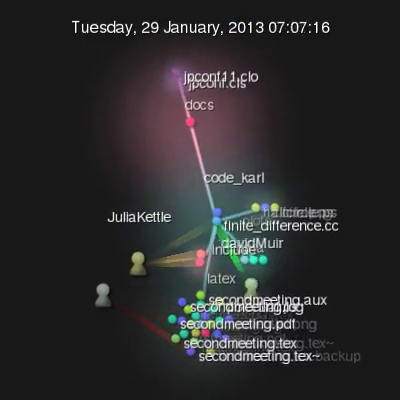 Tuesday, 29 January, 2013 07:07:16
jpconf11.clo
jpconf.cls
docs
code_karl
JuliaKettle
finite_difference.cc
davidMuir
include
latex
secondmeeting.aux
secondmeeting.log
secondmeeting.pdf
secondmeeting.tex
secondmeeting.tex~